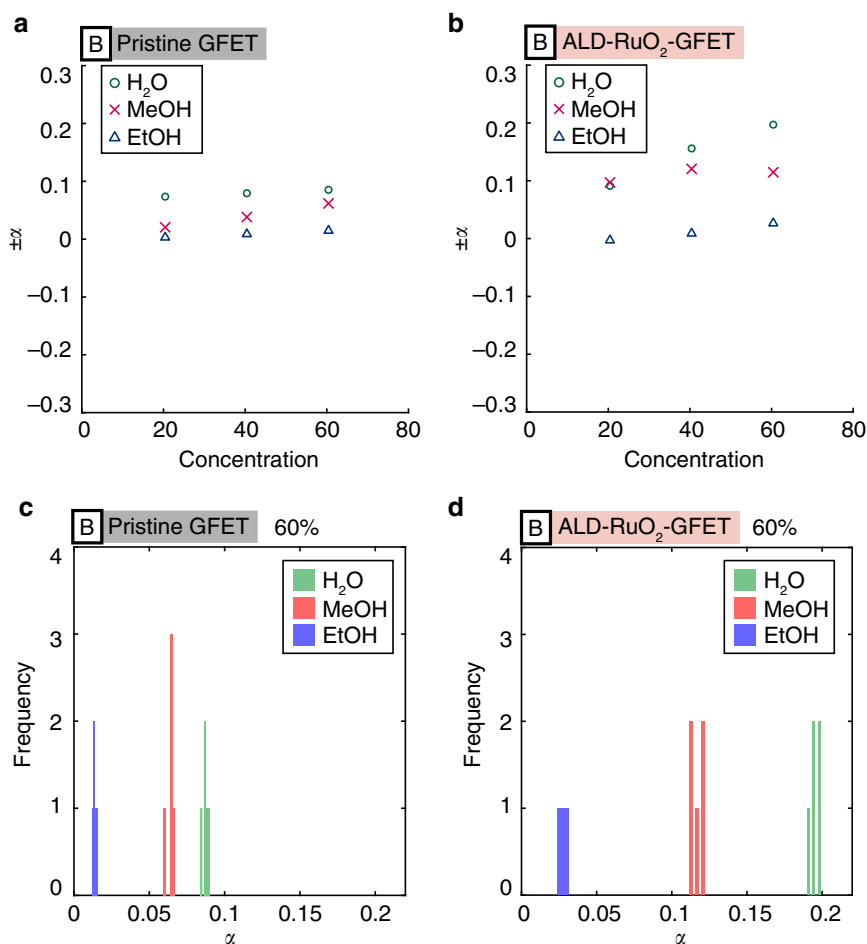 a
B Pristine GFET
0.3
0.2
0.1
0
–0.1
–0.2
–0.3
±α
H₂O
MeOH
EtOH
0 20 40 60 80
Concentration
b
B ALD-RuO₂-GFET
0.3
0.2
0.1
0
–0.1
–0.2
–0.3
±α
H₂O
MeOH
EtOH
0 20 40 60 80
Concentration
c
B Pristine GFET 60%
4
3
2
1
0
Frequency
H₂O
MeOH
EtOH
0 0.05 0.1 0.15 0.2
α
d
B ALD-RuO₂-GFET 60%
4
3
2
1
0
Frequency
H₂O
MeOH
EtOH
0 0.05 0.1 0.15 0.2
α